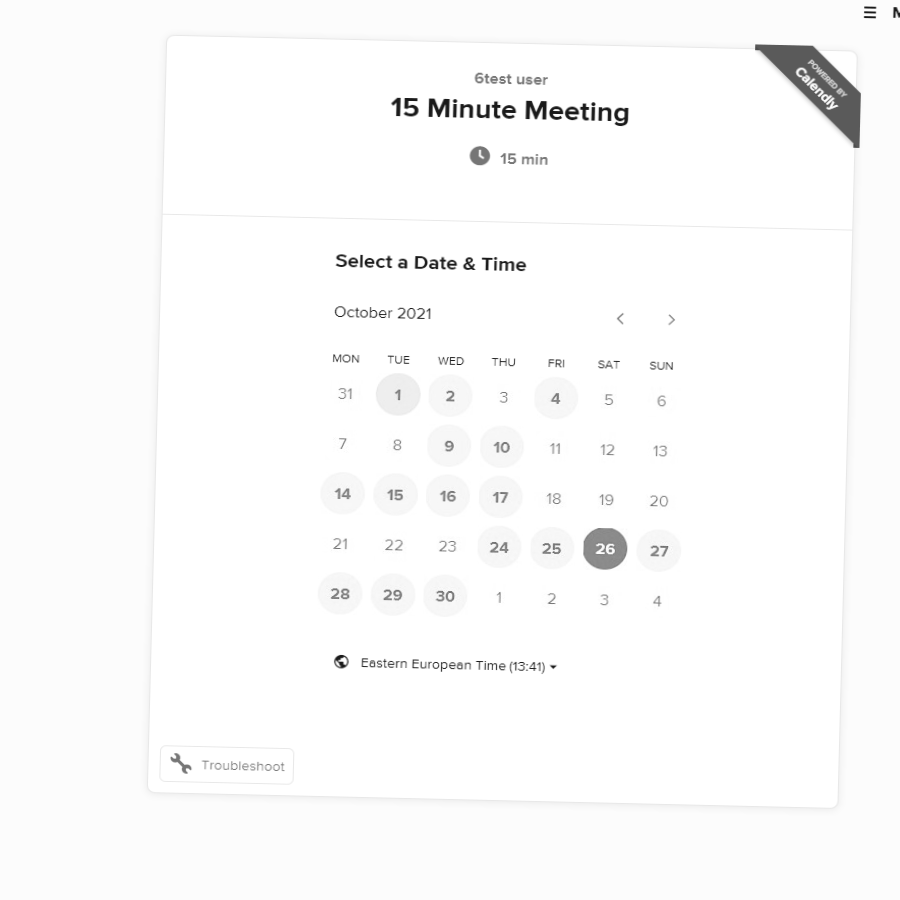 M
POWERED BY
Calendly
6test user
15 Minute Meeting
15 min
Select a Date & Time
October 2021
MON TUE WED THU FRI SAT SUN
31 1 2 3 4 5 6
7 8 9 10 11 12 13
14 15 16 17 18 19 20
21 22 23 24 25 26 27
28 29 30 1 2 3 4
Eastern European Time (13:41)
Troubleshoot